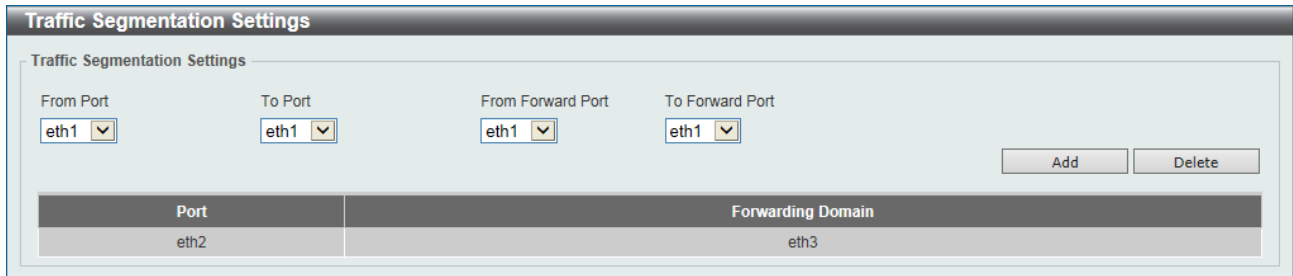 Traffic Segmentation Settings
Traffic Segmentation Settings
From Port To Port From Forward Port To Forward Port
eth1 eth1 eth1 eth1
Add Delete
Port Forwarding Domain
eth2 eth3